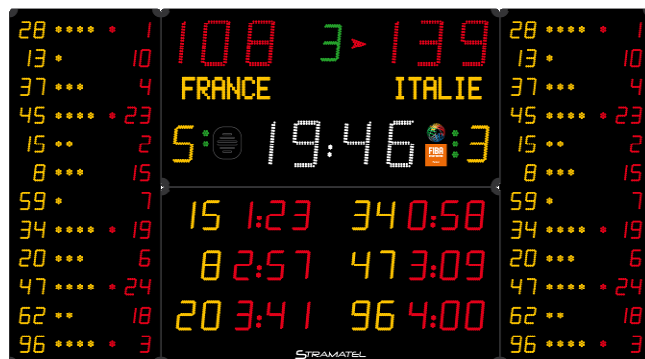 28 **** * 1
13 * 10
37 *** 4
45 **** * 23
15 ** 2
8 *** 15
59 * 7
34 **** * 19
20 *** 6
47 **** * 24
62 ** 18
96 **** * 3
108 3 139
FRANCE ITALIE
5 19:46 FIBA 3
15 1:23 34 0:58
8 2:57 47 3:09
20 3:41 96 4:00
STRAMATEL
28 **** * 1
13 * 10
37 *** 4
45 **** * 23
15 ** 2
8 *** 15
59 * 7
34 **** * 19
20 *** 6
47 **** * 24
62 ** 18
96 **** * 3